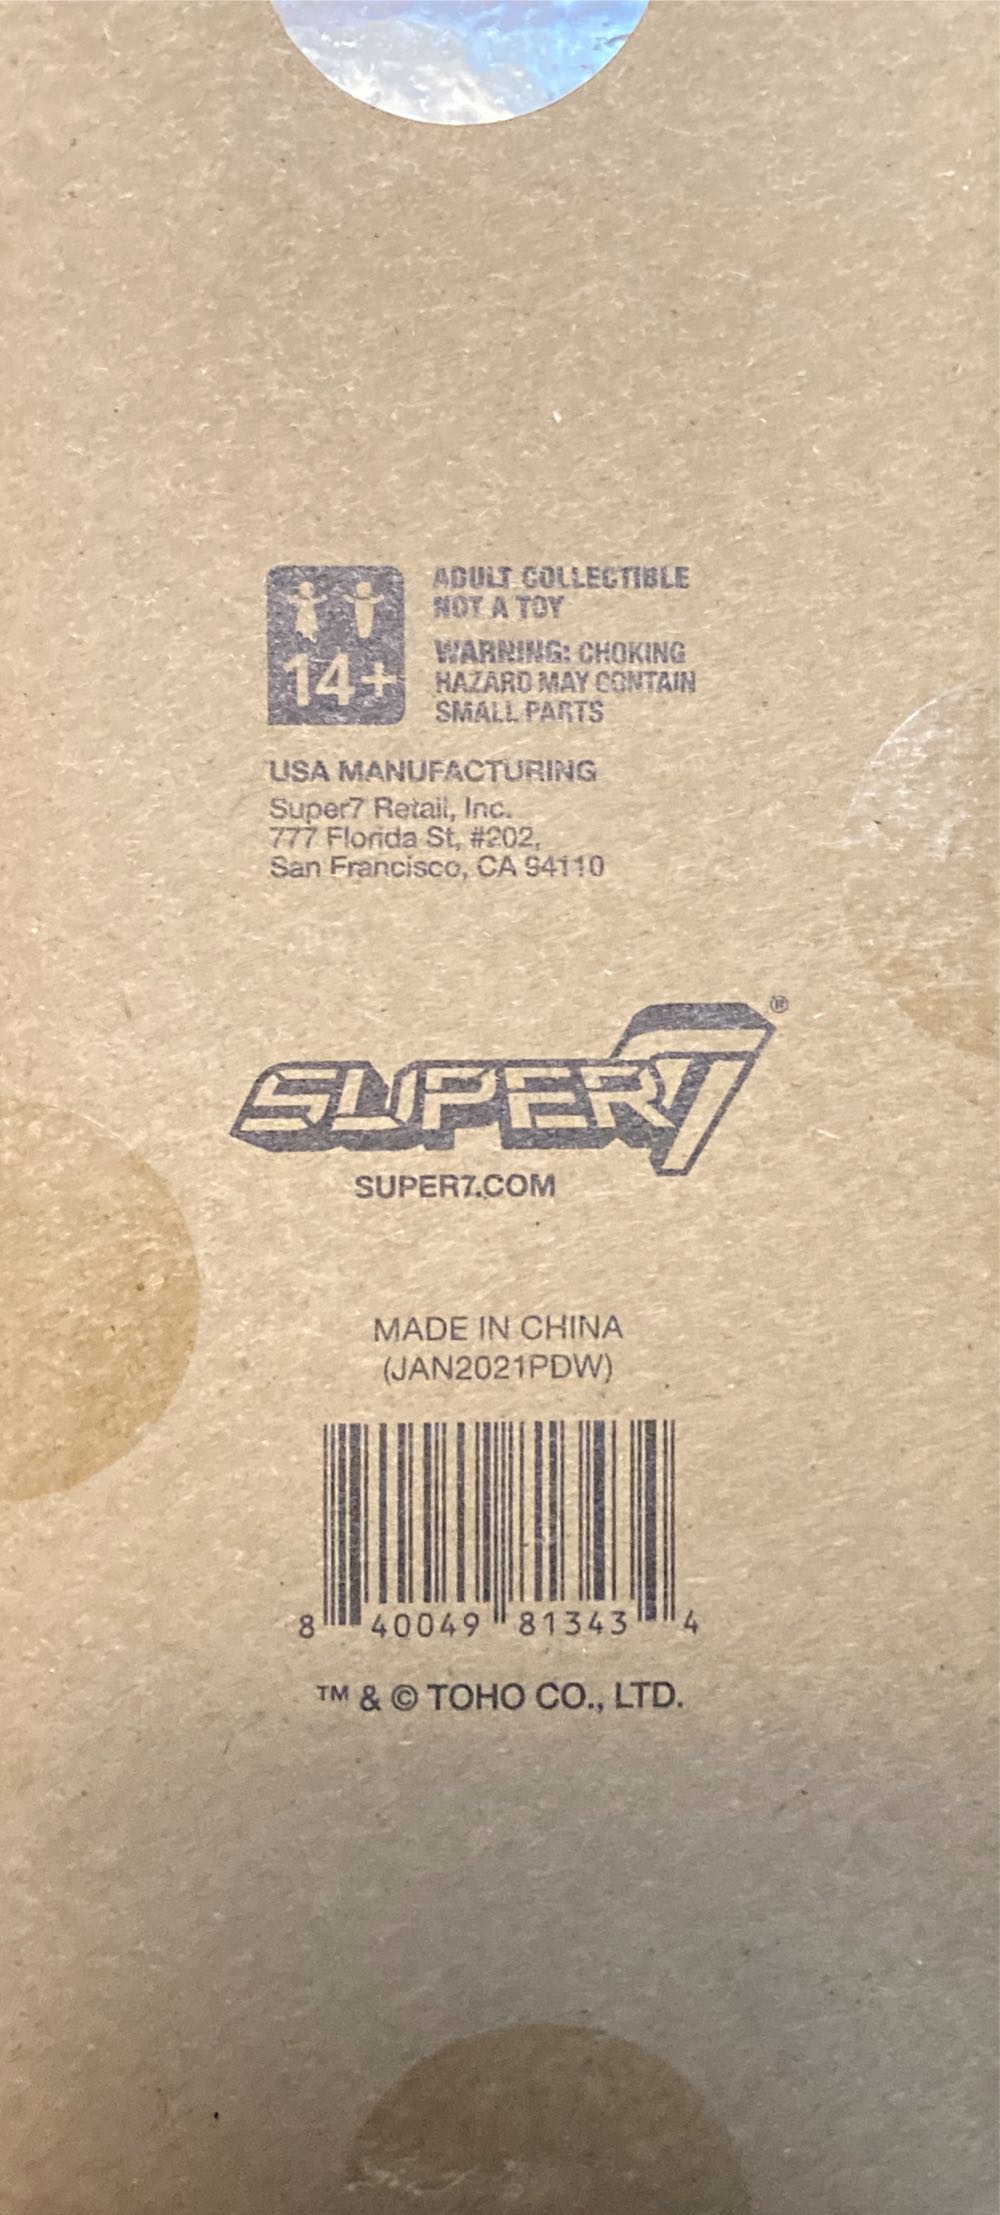 14+
ADULT COLLECTIBLE
NOT A TOY
WARNING: CHOKING
HAZARD MAY CONTAIN
SMALL PARTS
USA MANUFACTURING
Super7 Retail, Inc.
777 Florida St, #202,
San Francisco, CA 94110
SUPER7®
SUPER7.COM
MADE IN CHINA
(JAN2021PDW)
8 40049 81343 4
™ & © TOHO CO., LTD.